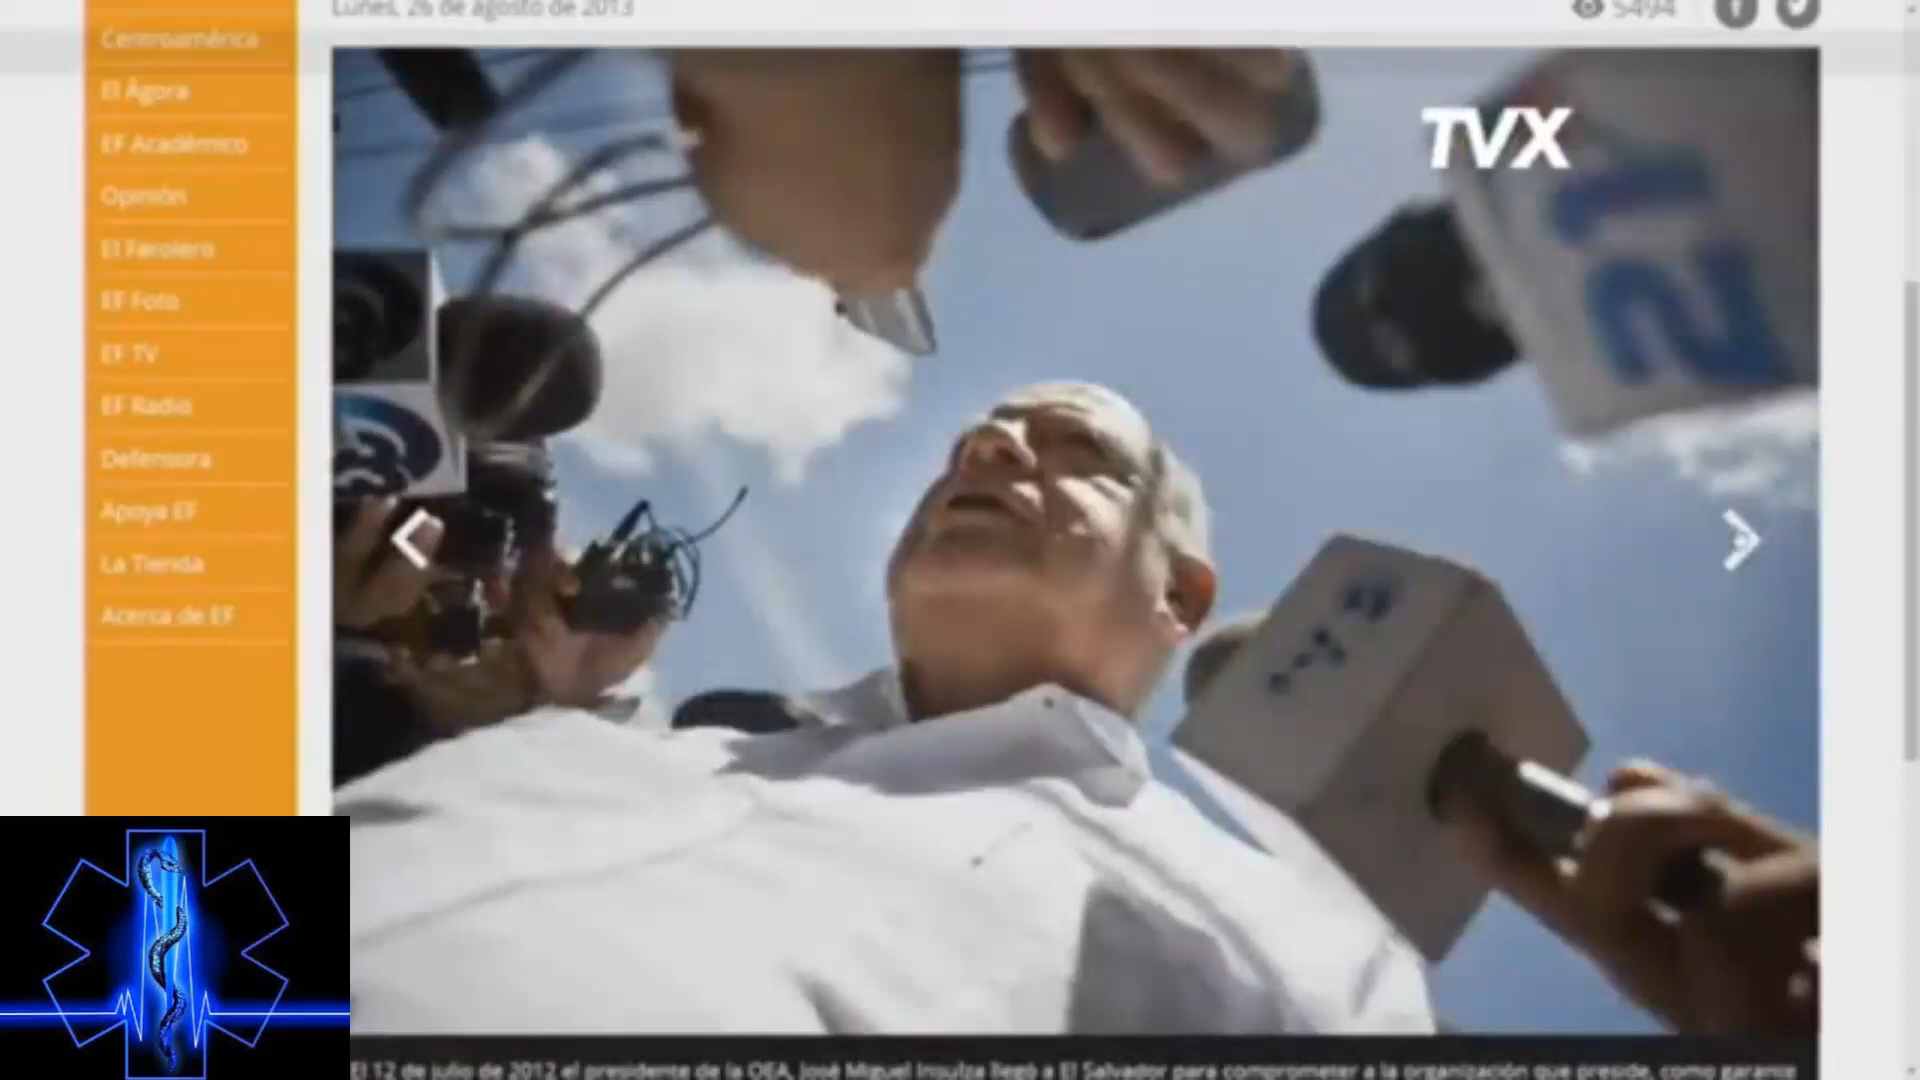 Lunes, 26 de agosto de 2013
5494
Centroamérica
El Ágora
EF Académico
Opinión
El Farolero
EF Foto
EF TV
EF Radio
Defensora
Apoya EF
La Tienda
Acerca de EF
TVX
21
El 12 de julio de 2012 el presidente de la OEA, José Miguel Insulza llegó a El Salvador para comprometer a la organización que preside, como garante